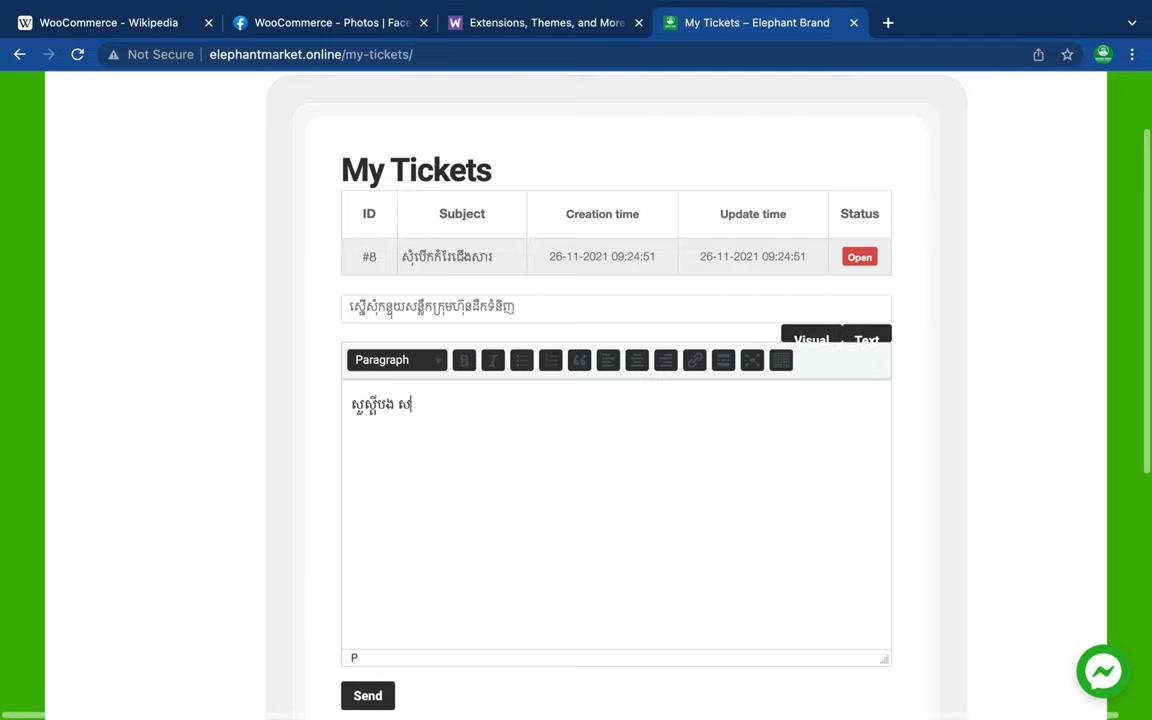 WooCommerce - Wikipedia
WooCommerce - Photos | Face
Extensions, Themes, and More
My Tickets – Elephant Brand
Not Secure
elephantmarket.online/my-tickets/
My Tickets
ID Subject Creation time Update time Status
#8 សុំបើកកំរៃជើងសារ 26-11-2021 09:24:51 26-11-2021 09:24:51 Open
ស្នើសុំកន្ទុយសន្លឹកក្រុមហ៊ុនដឹកទំនិញ
Visual Text
Paragraph
សួស្តីបង ស
P
Send